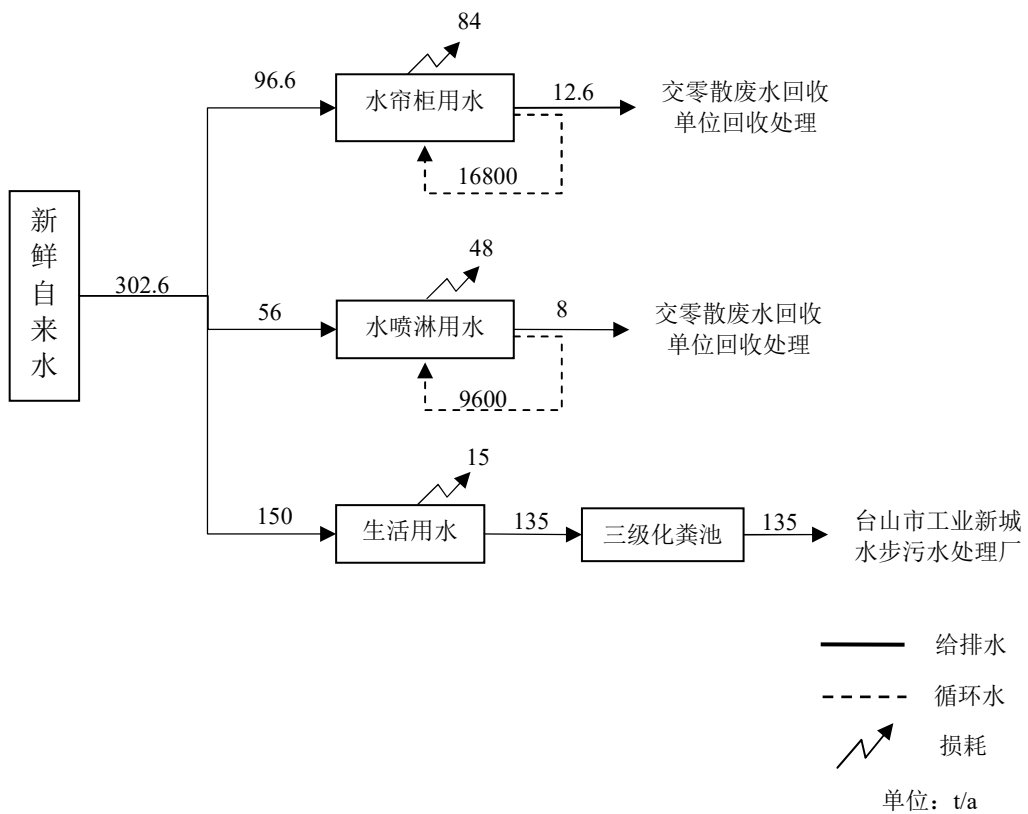 84
96.6
水帘柜用水
12.6
交零散废水回收
单位回收处理
16800
新
鲜
自
来
水
302.6
48
56
水喷淋用水
8
交零散废水回收
单位回收处理
9600
15
150
生活用水
135
三级化粪池
135
台山市工业新城
水步污水处理厂
给排水
循环水
损耗
单位：t/a